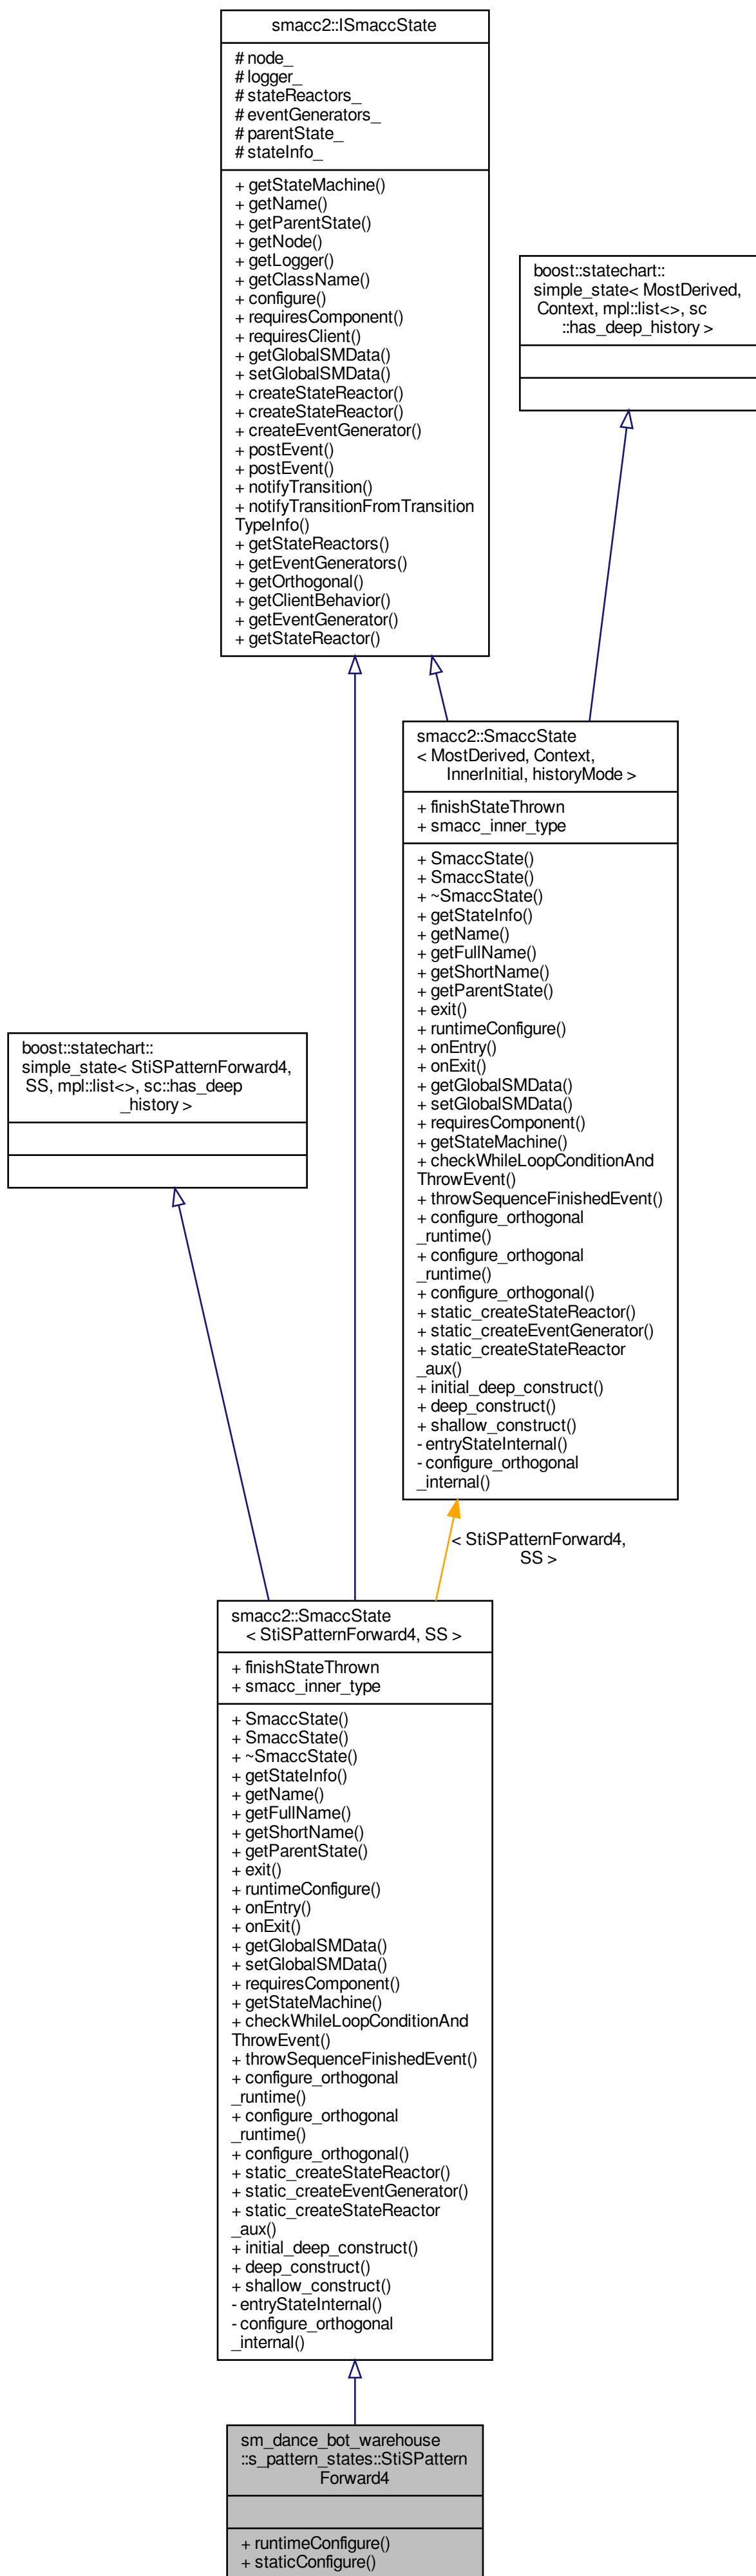 smacc2::ISmaccState
# node_
# logger_
# stateReactors_
# eventGenerators_
# parentState_
# stateInfo_
+ getStateMachine()
+ getName()
+ getParentState()
+ getNode()
+ getLogger()
+ getClassName()
+ configure()
+ requiresComponent()
+ requiresClient()
+ getGlobalSMData()
+ setGlobalSMData()
+ createStateReactor()
+ createStateReactor()
+ createEventGenerator()
+ postEvent()
+ postEvent()
+ notifyTransition()
+ notifyTransitionFromTransition
TypeInfo()
+ getStateReactors()
+ getEventGenerators()
+ getOrthogonal()
+ getClientBehavior()
+ getEventGenerator()
+ getStateReactor()
boost::statechart::
simple_state< MostDerived,
Context, mpl::list<>, sc
::has_deep_history >
smacc2::SmaccState
< MostDerived, Context,
InnerInitial, historyMode >
+ finishStateThrown
+ smacc_inner_type
+ SmaccState()
+ SmaccState()
+ ~SmaccState()
+ getStateInfo()
+ getName()
+ getFullName()
+ getShortName()
+ getParentState()
+ exit()
+ runtimeConfigure()
+ onEntry()
+ onExit()
+ getGlobalSMData()
+ setGlobalSMData()
+ requiresComponent()
+ getStateMachine()
+ checkWhileLoopConditionAnd
ThrowEvent()
+ throwSequenceFinishedEvent()
+ configure_orthogonal
_runtime()
+ configure_orthogonal
_runtime()
+ configure_orthogonal()
+ static_createStateReactor()
+ static_createEventGenerator()
+ static_createStateReactor
_aux()
+ initial_deep_construct()
+ deep_construct()
+ shallow_construct()
- entryStateInternal()
- configure_orthogonal
_internal()
boost::statechart::
simple_state< StiSPatternForward4,
SS, mpl::list<>, sc::has_deep
_history >
< StiSPatternForward4,
SS >
smacc2::SmaccState
< StiSPatternForward4, SS >
+ finishStateThrown
+ smacc_inner_type
+ SmaccState()
+ SmaccState()
+ ~SmaccState()
+ getStateInfo()
+ getName()
+ getFullName()
+ getShortName()
+ getParentState()
+ exit()
+ runtimeConfigure()
+ onEntry()
+ onExit()
+ getGlobalSMData()
+ setGlobalSMData()
+ requiresComponent()
+ getStateMachine()
+ checkWhileLoopConditionAnd
ThrowEvent()
+ throwSequenceFinishedEvent()
+ configure_orthogonal
_runtime()
+ configure_orthogonal
_runtime()
+ configure_orthogonal()
+ static_createStateReactor()
+ static_createEventGenerator()
+ static_createStateReactor
_aux()
+ initial_deep_construct()
+ deep_construct()
+ shallow_construct()
- entryStateInternal()
- configure_orthogonal
_internal()
sm_dance_bot_warehouse
::s_pattern_states::StiSPattern
Forward4
+ runtimeConfigure()
+ staticConfigure()